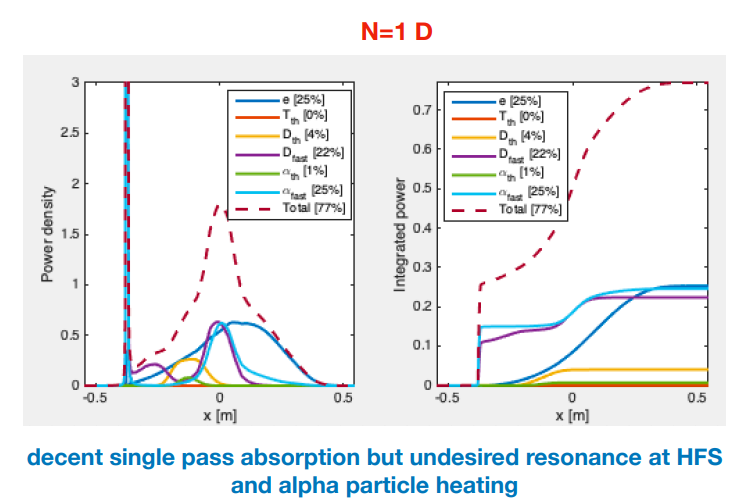 N=1 D
3
2.5
2
1.5
1
0.5
0
-0.5
0
0.5
Power density
x [m]
e [25%]
T_th [0%]
D_th [4%]
D_fast [22%]
α_th [1%]
α_fast [25%]
Total [77%]
0.7
0.6
0.5
0.4
0.3
0.2
0.1
0
-0.5
0
0.5
Integrated power
x [m]
e [25%]
T_th [0%]
D_th [4%]
D_fast [22%]
α_th [1%]
α_fast [25%]
Total [77%]
decent single pass absorption but undesired resonance at HFS
and alpha particle heating